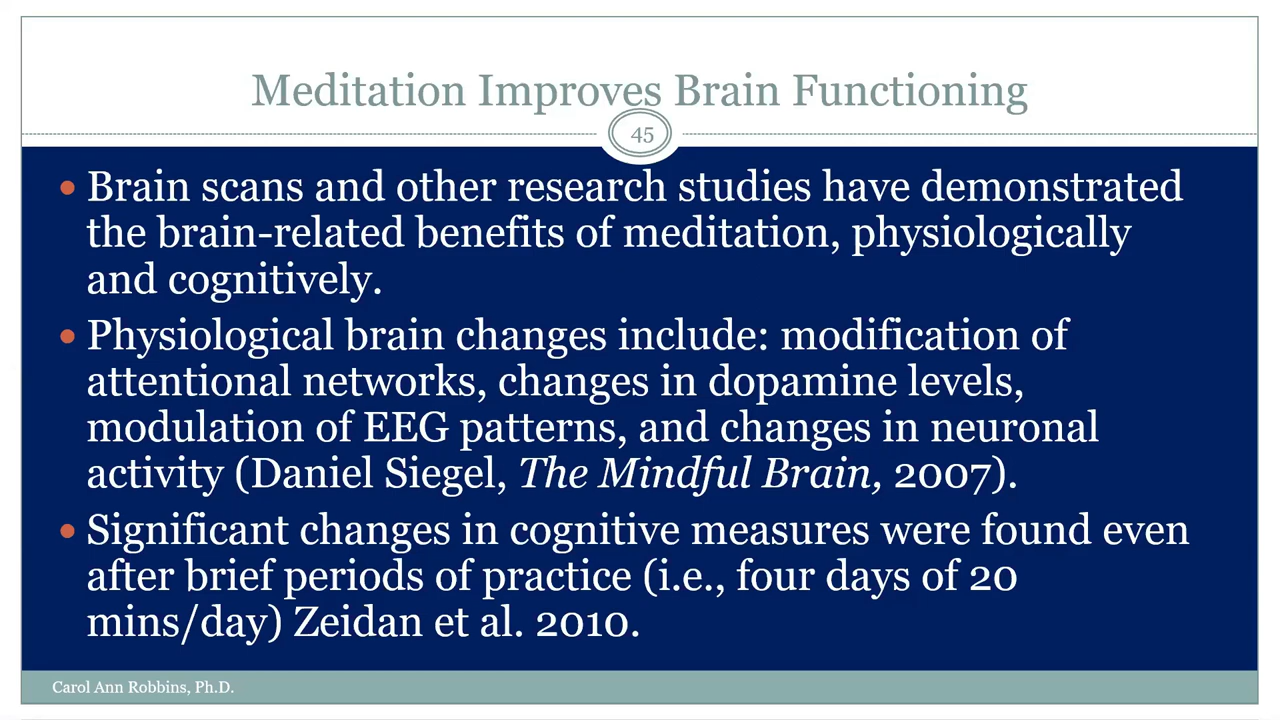 Meditation Improves Brain Functioning
45
• Brain scans and other research studies have demonstrated
the brain-related benefits of meditation, physiologically
and cognitively.
• Physiological brain changes include: modification of
attentional networks, changes in dopamine levels,
modulation of EEG patterns, and changes in neuronal
activity (Daniel Siegel, The Mindful Brain, 2007).
• Significant changes in cognitive measures were found even
after brief periods of practice (i.e., four days of 20
mins/day) Zeidan et al. 2010.
Carol Ann Robbins, Ph.D.